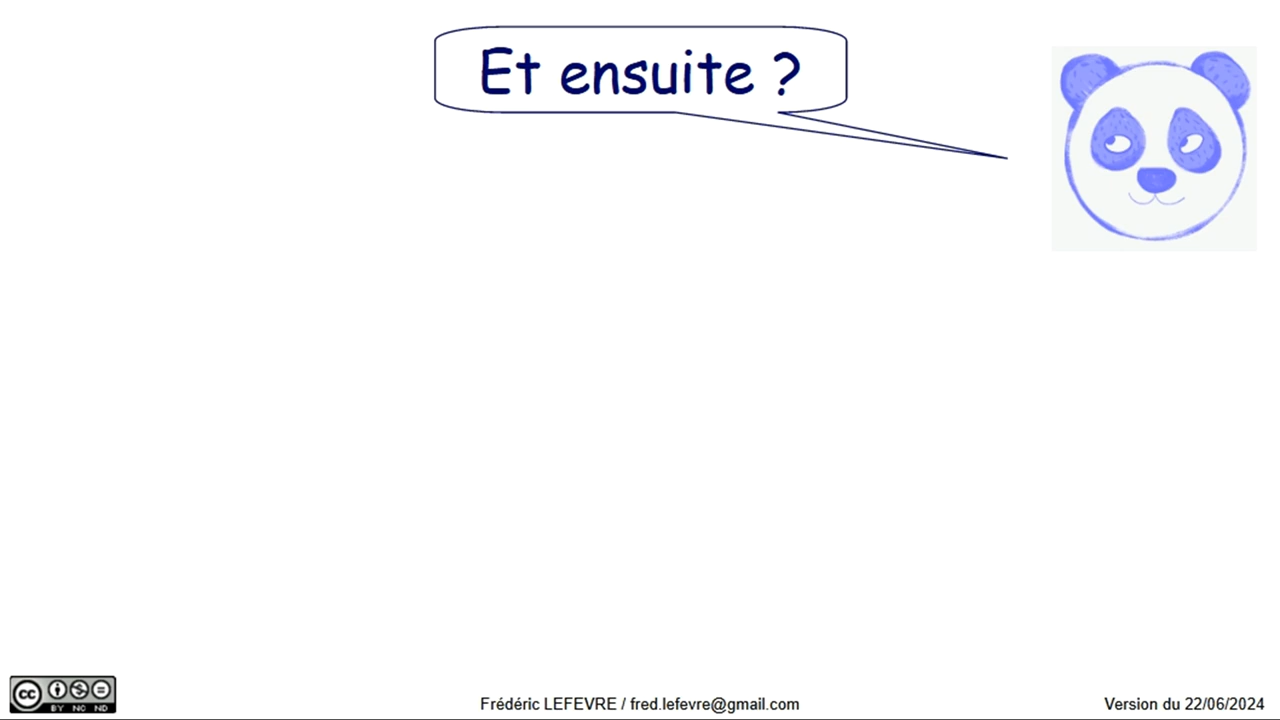 Et ensuite ?
cc
BY NC ND
Frédéric LEFEVRE / fred.lefevre@gmail.com
Version du 22/06/2024